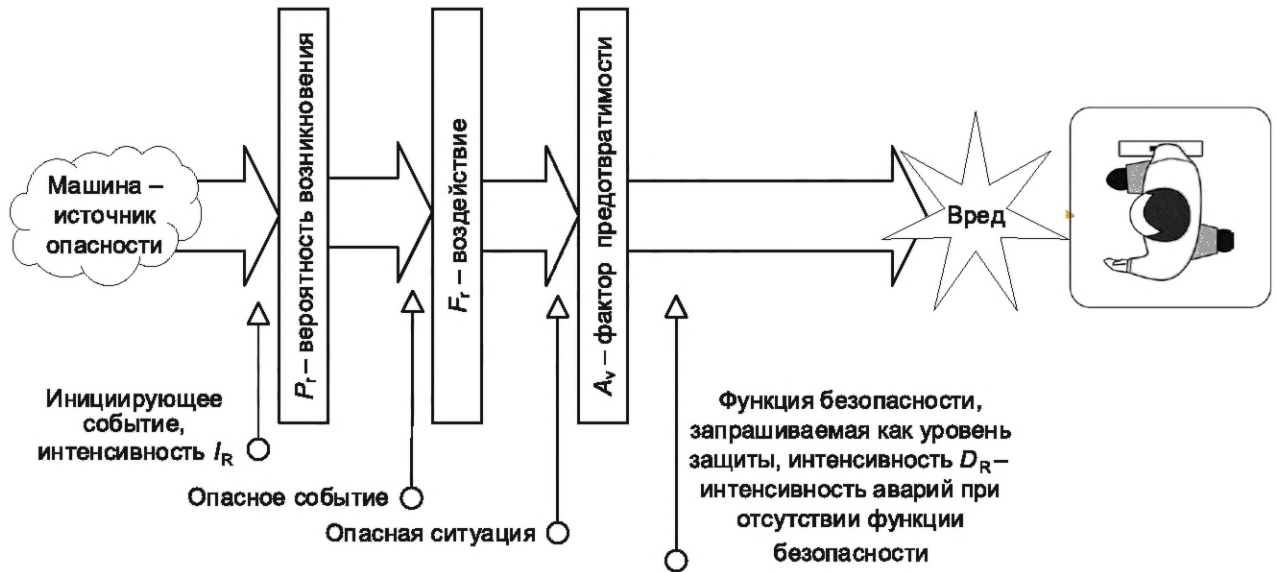 Машина –
источник
опасности
Pr – вероятность возникновения
Fr – воздействие
Av – фактор предотвратимости
Вред
Инициирующее
событие,
интенсивность IR
Опасное событие
Опасная ситуация
Функция безопасности,
запрашиваемая как уровень
защиты, интенсивность DR –
интенсивность аварий при
отсутствии функции
безопасности